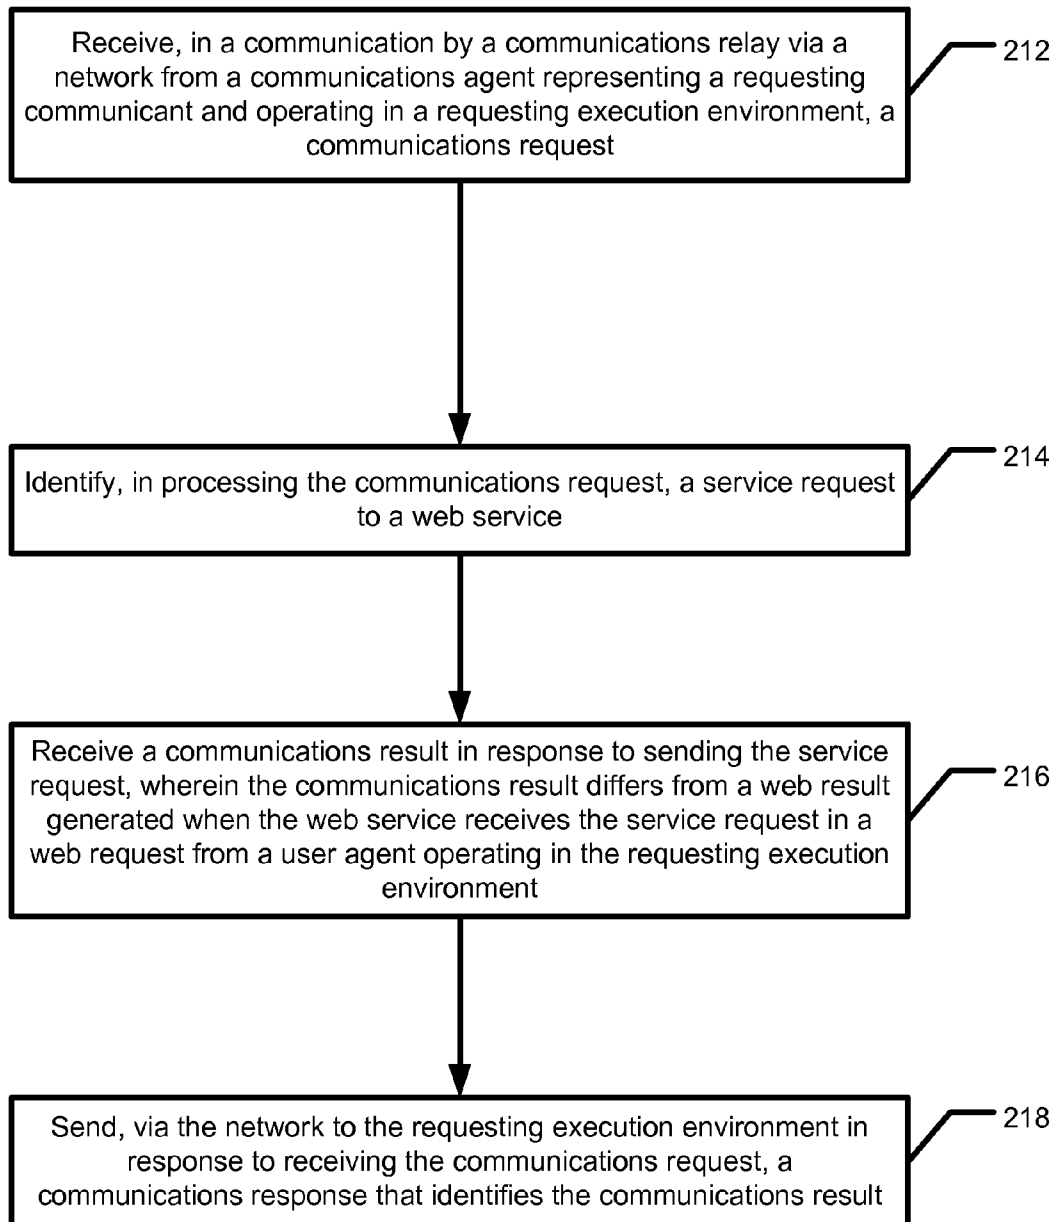 Receive, in a communication by a communications relay via a
network from a communications agent representing a requesting
communicant and operating in a requesting execution environment, a
communications request
212
Identify, in processing the communications request, a service request
to a web service
214
Receive a communications result in response to sending the service
request, wherein the communications result differs from a web result
generated when the web service receives the service request in a
web request from a user agent operating in the requesting execution
environment
216
Send, via the network to the requesting execution environment in
response to receiving the communications request, a
communications response that identifies the communications result
218